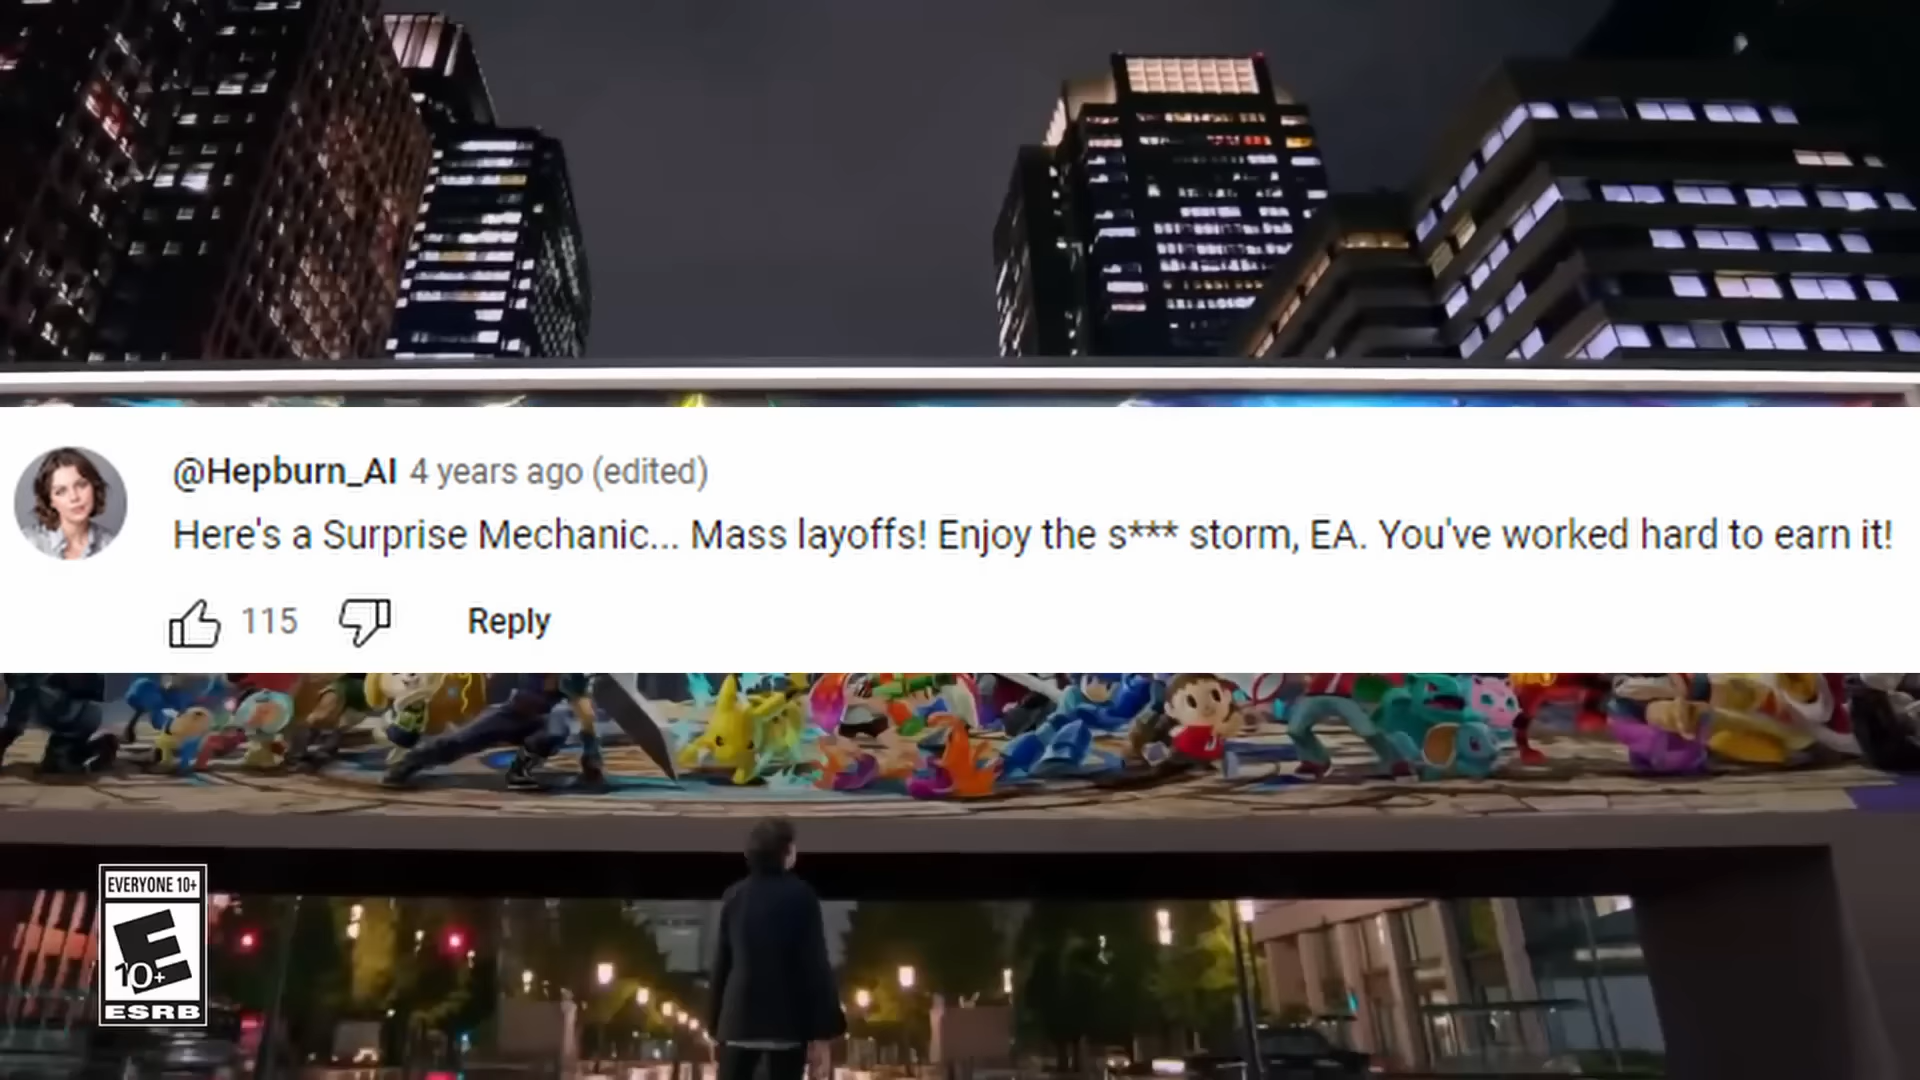 @Hepburn_AI 4 years ago (edited)
Here's a Surprise Mechanic... Mass layoffs! Enjoy the s*** storm, EA. You've worked hard to earn it!
115 Reply
EVERYONE 10+
E
10+
ESRB